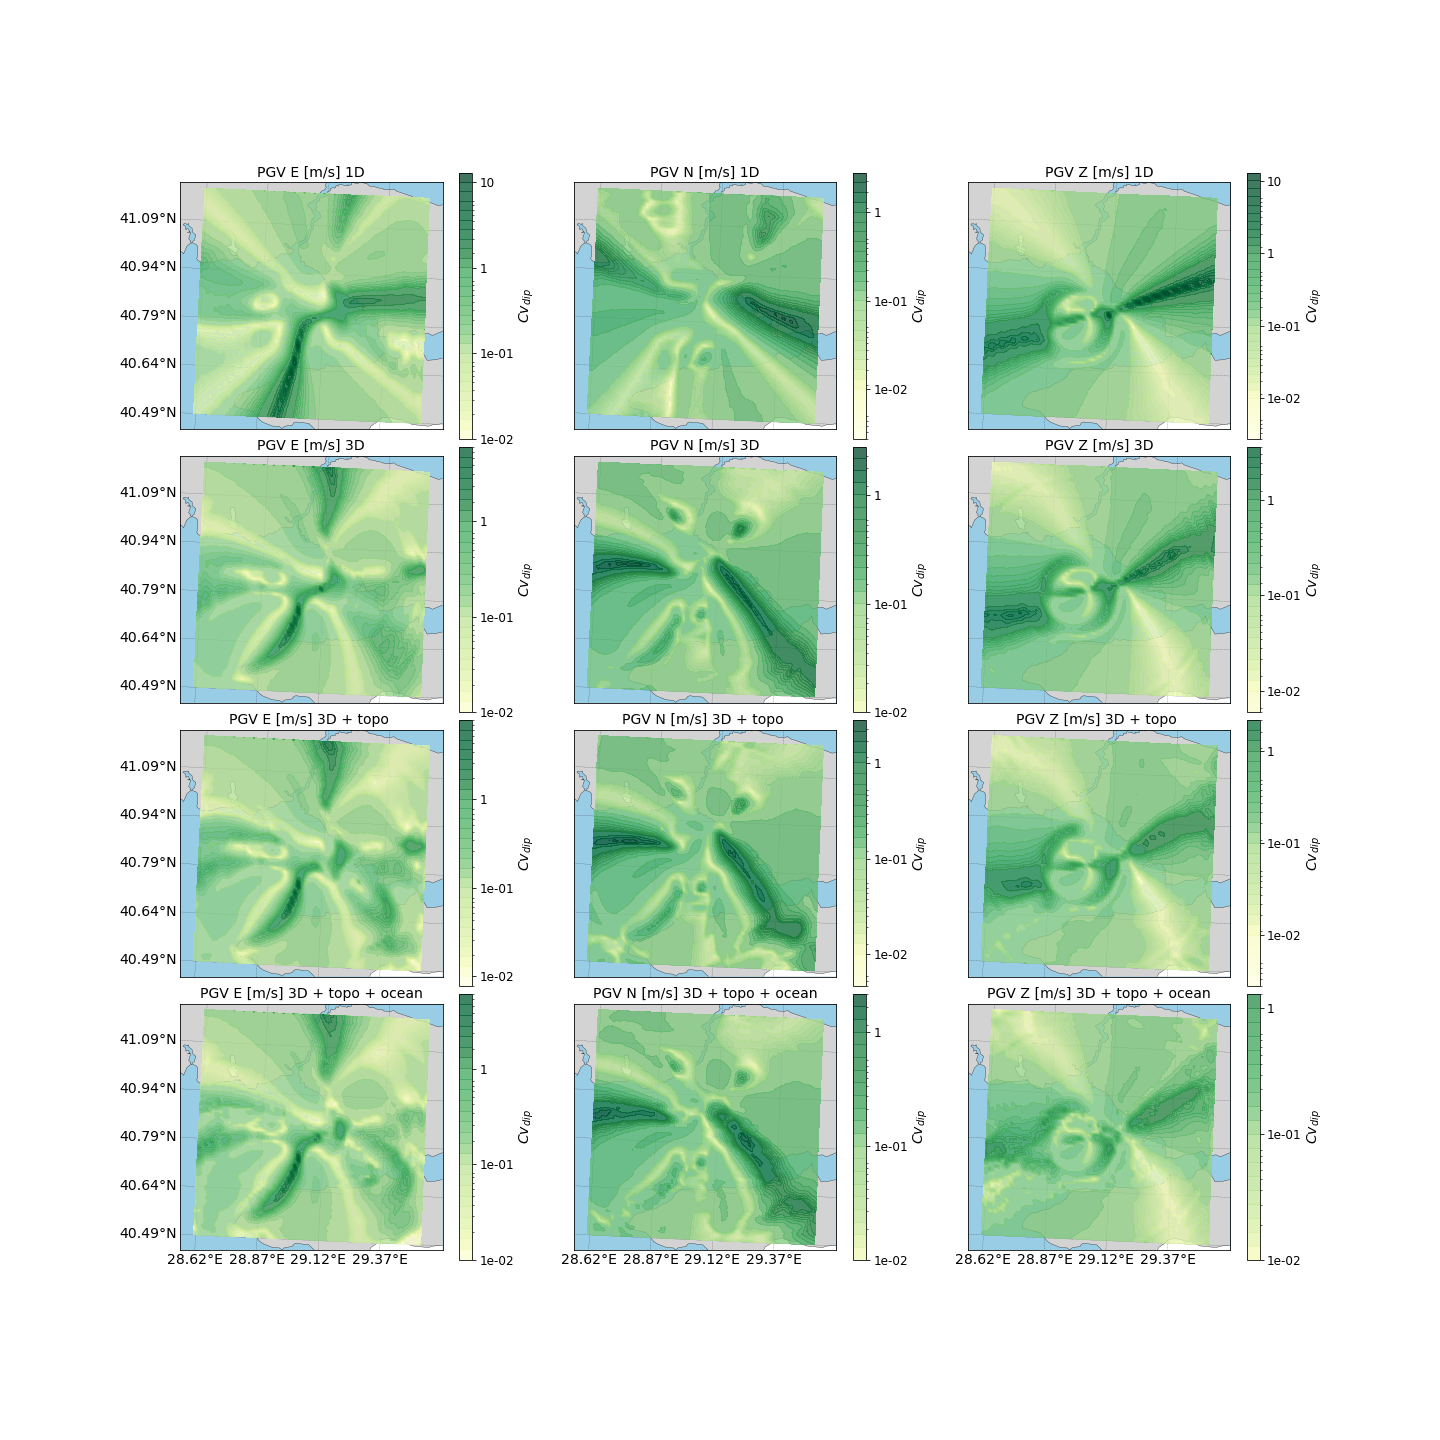 PGV E [m/s] 1D
PGV N [m/s] 1D
PGV Z [m/s] 1D
41.09°N
40.94°N
40.79°N
40.64°N
40.49°N
10
1
1e-01
1e-02
Cv_dip
1
1e-01
1e-02
Cv_dip
10
1
1e-01
1e-02
Cv_dip
PGV E [m/s] 3D
PGV N [m/s] 3D
PGV Z [m/s] 3D
41.09°N
40.94°N
40.79°N
40.64°N
40.49°N
1
1e-01
1e-02
Cv_dip
1
1e-01
1e-02
Cv_dip
1
1e-01
1e-02
Cv_dip
PGV E [m/s] 3D + topo
PGV N [m/s] 3D + topo
PGV Z [m/s] 3D + topo
41.09°N
40.94°N
40.79°N
40.64°N
40.49°N
1
1e-01
1e-02
Cv_dip
1
1e-01
1e-02
Cv_dip
1
1e-01
1e-02
Cv_dip
PGV E [m/s] 3D + topo + ocean
PGV N [m/s] 3D + topo + ocean
PGV Z [m/s] 3D + topo + ocean
41.09°N
40.94°N
40.79°N
40.64°N
40.49°N
1
1e-01
1e-02
Cv_dip
1
1e-01
1e-02
Cv_dip
1
1e-01
1e-02
Cv_dip
28.62°E 28.87°E 29.12°E 29.37°E
28.62°E 28.87°E 29.12°E 29.37°E
28.62°E 28.87°E 29.12°E 29.37°E